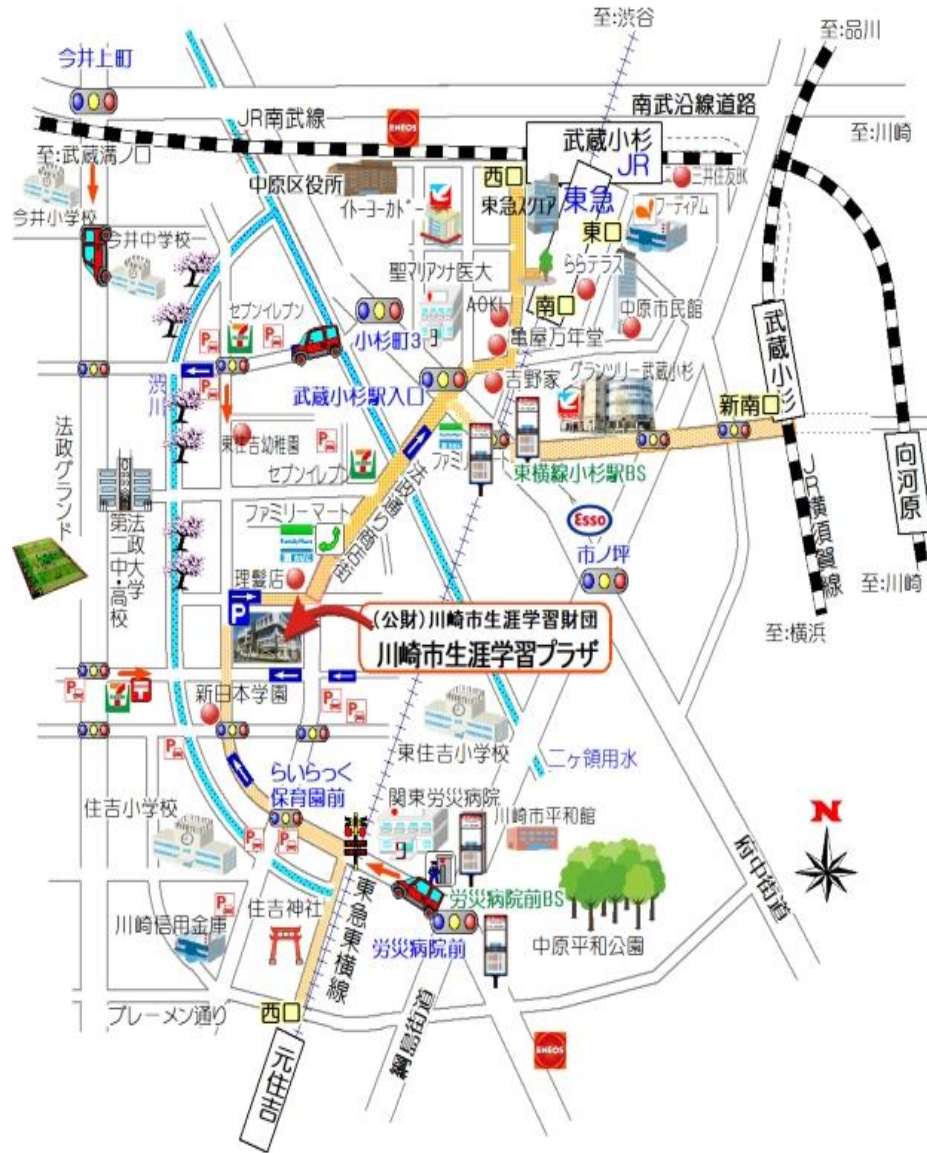 至:渋谷
至:品川
今井上町
南武沿線道路
JR南武線
ENEOS
武蔵小杉
JR
至:川崎
至:武蔵溝ノ口
西口
三井住友BK
中原区役所
イトーヨーカドー
東急スクエア
東急
フーディアム
今井小学校
今井中学校
東口
聖マリアンナ医大
ららテラス
セブンイレブン
AOKI
南口
中原市民館
小杉町3
亀屋万年堂
武蔵小杉
渋川
武蔵小杉駅入口
吉野家
グランツリー武蔵小杉
新南口
法政グランド
東住吉幼稚園
ファミリ
東横線小杉駅BS
向河原
セブンイレブン
法政通り商店街
JR横須賀線
法政大学
第二中・高校
ファミリーマート
FamilyMart
Esso
市ノ坪
至:川崎
理髪店
P
(公財)川崎市生涯学習財団
川崎市生涯学習プラザ
至:横浜
新日本学園
東住吉小学校
二ヶ領用水
らいらっく
保育園前
関東労災病院
川崎市平和館
住吉小学校
N
府中街道
労災病院前BS
川崎信用金庫
住吉神社
東急東横線
労災病院前
中原平和公園
ブレーメン通り
西口
綱島街道
ENEOS
元住吉